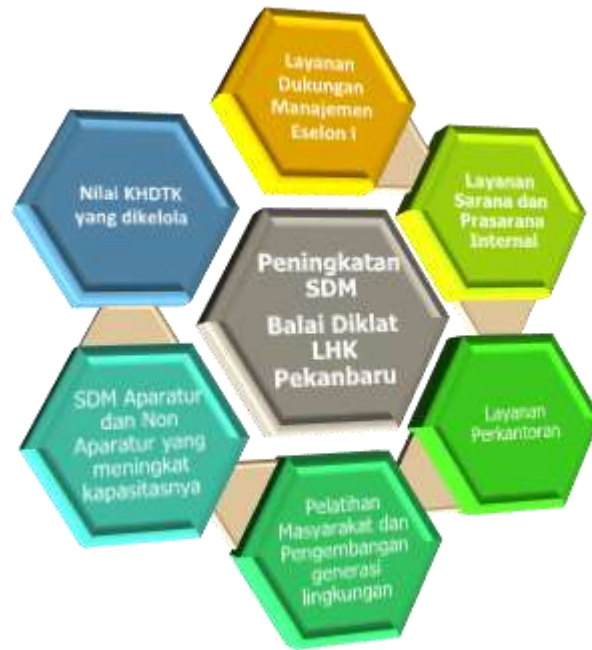 Layanan
Dukungan
Manajemen
Eselon I
Layanan
Sarana dan
Prasarana
Internal
Layanan
Perkantoran
Pelatihan
Masyarakat dan
Pengembangan
generasi
lingkungan
SDM Aparatur
dan Non
Aparatur yang
meningkat
kapasitasnya
Nilai KHDTK
yang dikelola
Peningkatan
SDM
Balai Diklat
LHK
Pekanbaru